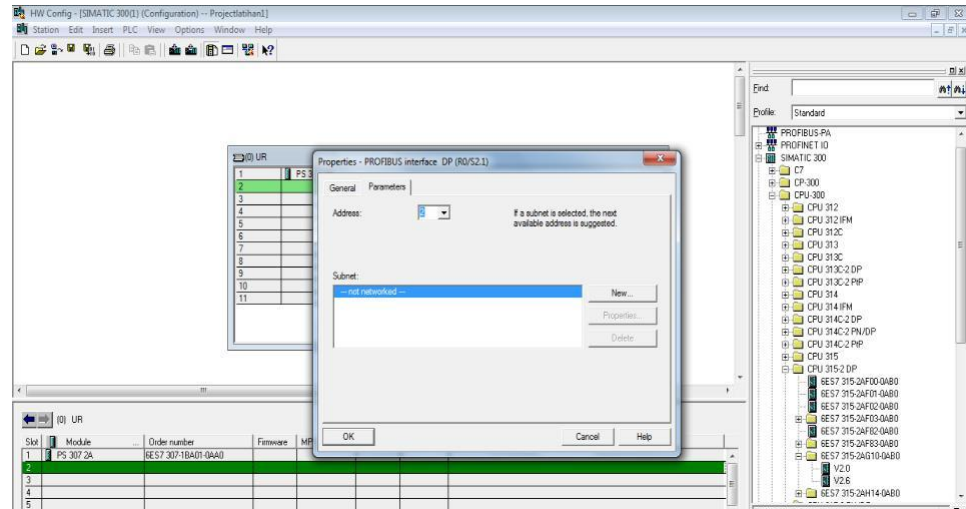 HW Config - [SIMATIC 300(1) (Configuration) -- Projectlatihan1]
Station Edit Insert PLC View Options Window Help
(0) UR
1 PS 3
2
3
4
5
6
7
8
9
10
11
Properties - PROFIBUS interface DP (R0/S2.1)
General Parameters
Address: 2
If a subnet is selected, the next
available address is suggested.
Subnet:
--- not networked ---
New...
Properties...
Delete
OK Cancel Help
(0) UR
Slot Module ... Order number Firmware MP
1 PS 307 2A 6ES7 307-1BA01-0AA0
2
3
4
5
Find:
Profile: Standard
PROFIBUS-PA
PROFINET IO
SIMATIC 300
C7
CP-300
CPU-300
CPU 312
CPU 312 IFM
CPU 312C
CPU 313
CPU 313C
CPU 313C-2 DP
CPU 313C-2 PtP
CPU 314
CPU 314 IFM
CPU 314C-2 DP
CPU 314C-2 PN/DP
CPU 314C-2 PtP
CPU 315
CPU 315-2 DP
6ES7 315-2AF00-0AB0
6ES7 315-2AF01-0AB0
6ES7 315-2AF02-0AB0
6ES7 315-2AF03-0AB0
6ES7 315-2AF82-0AB0
6ES7 315-2AF83-0AB0
6ES7 315-2AG10-0AB0
V2.0
V2.6
6ES7 315-2AH14-0AB0